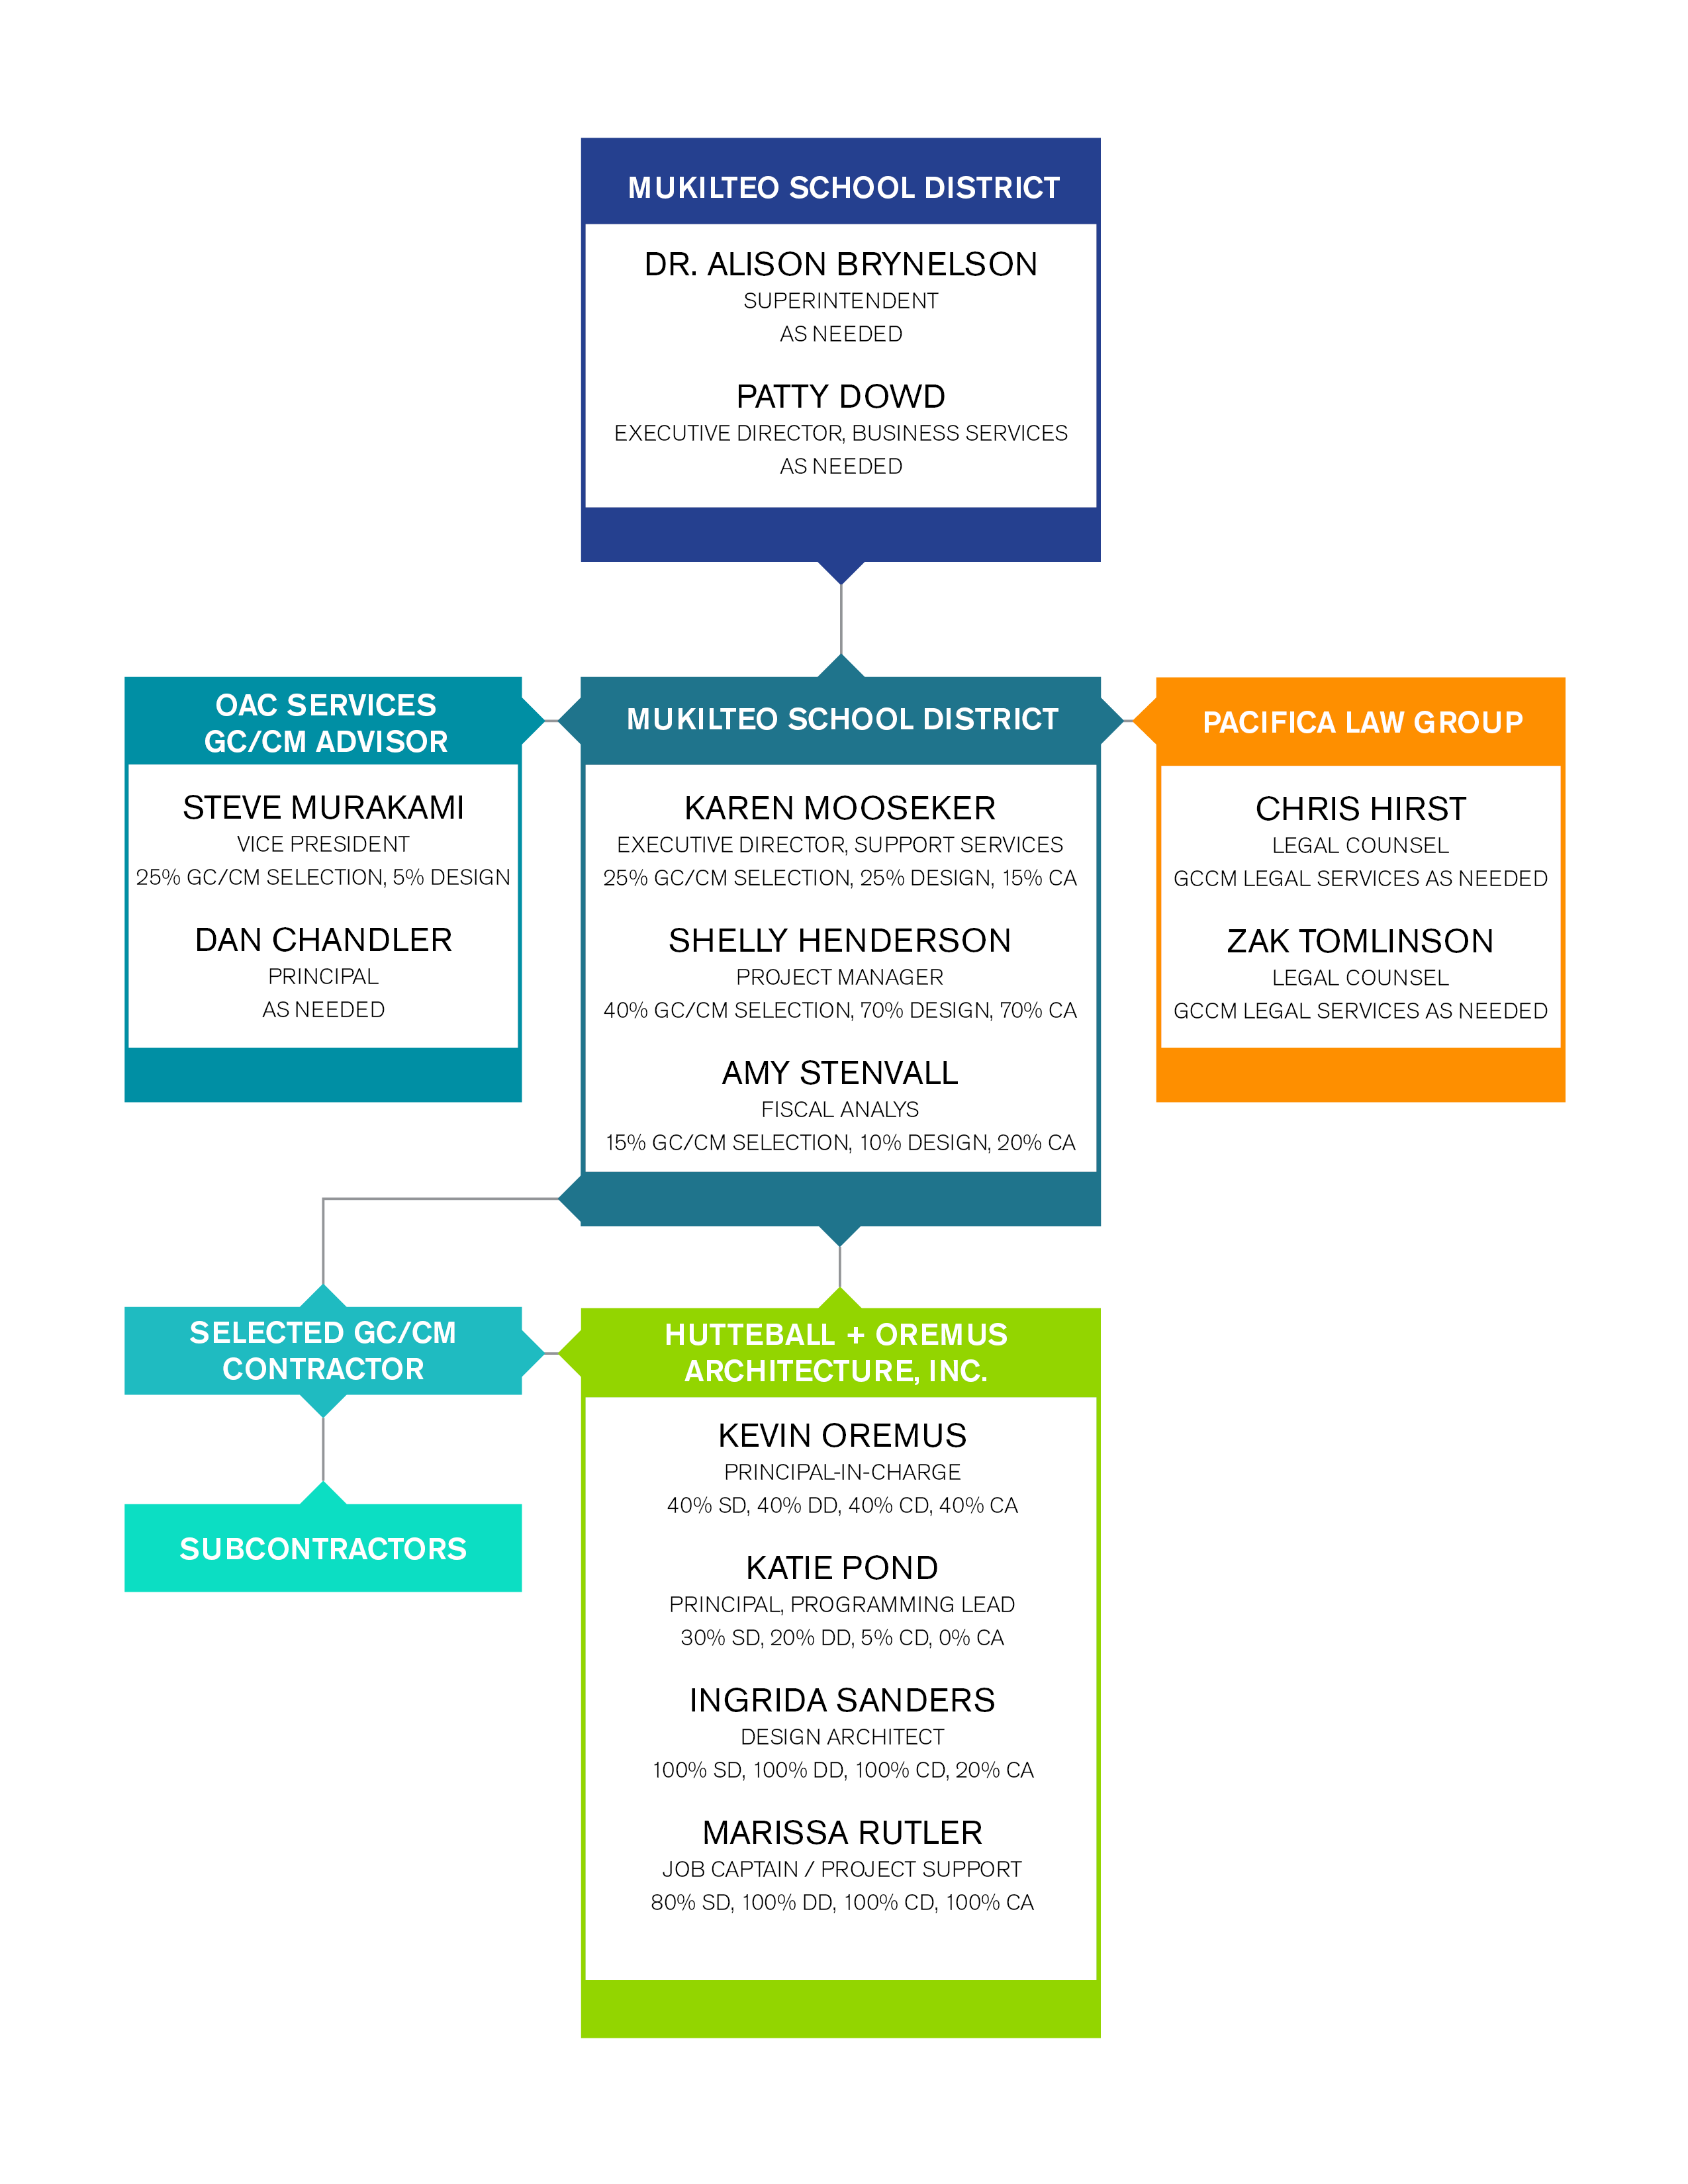 MUKILTEO SCHOOL DISTRICT
DR. ALISON BRYNELSON
SUPERINTENDENT
AS NEEDED
PATTY DOWD
EXECUTIVE DIRECTOR, BUSINESS SERVICES
AS NEEDED
OAC SERVICES
GC/CM ADVISOR
STEVE MURAKAMI
VICE PRESIDENT
25% GC/CM SELECTION, 5% DESIGN
DAN CHANDLER
PRINCIPAL
AS NEEDED
MUKILTEO SCHOOL DISTRICT
KAREN MOOSEKER
EXECUTIVE DIRECTOR, SUPPORT SERVICES
25% GC/CM SELECTION, 25% DESIGN, 15% CA
SHELLY HENDERSON
PROJECT MANAGER
40% GC/CM SELECTION, 70% DESIGN, 70% CA
AMY STENVALL
FISCAL ANALYS
15% GC/CM SELECTION, 10% DESIGN, 20% CA
PACIFICA LAW GROUP
CHRIS HIRST
LEGAL COUNSEL
GCCM LEGAL SERVICES AS NEEDED
ZAK TOMLINSON
LEGAL COUNSEL
GCCM LEGAL SERVICES AS NEEDED
SELECTED GC/CM
CONTRACTOR
SUBCONTRACTORS
HUTTEBALL + OREMUS
ARCHITECTURE, INC.
KEVIN OREMUS
PRINCIPAL-IN-CHARGE
40% SD, 40% DD, 40% CD, 40% CA
KATIE POND
PRINCIPAL, PROGRAMMING LEAD
30% SD, 20% DD, 5% CD, 0% CA
INGRIDA SANDERS
DESIGN ARCHITECT
100% SD, 100% DD, 100% CD, 20% CA
MARISSA RUTLER
JOB CAPTAIN / PROJECT SUPPORT
80% SD, 100% DD, 100% CD, 100% CA